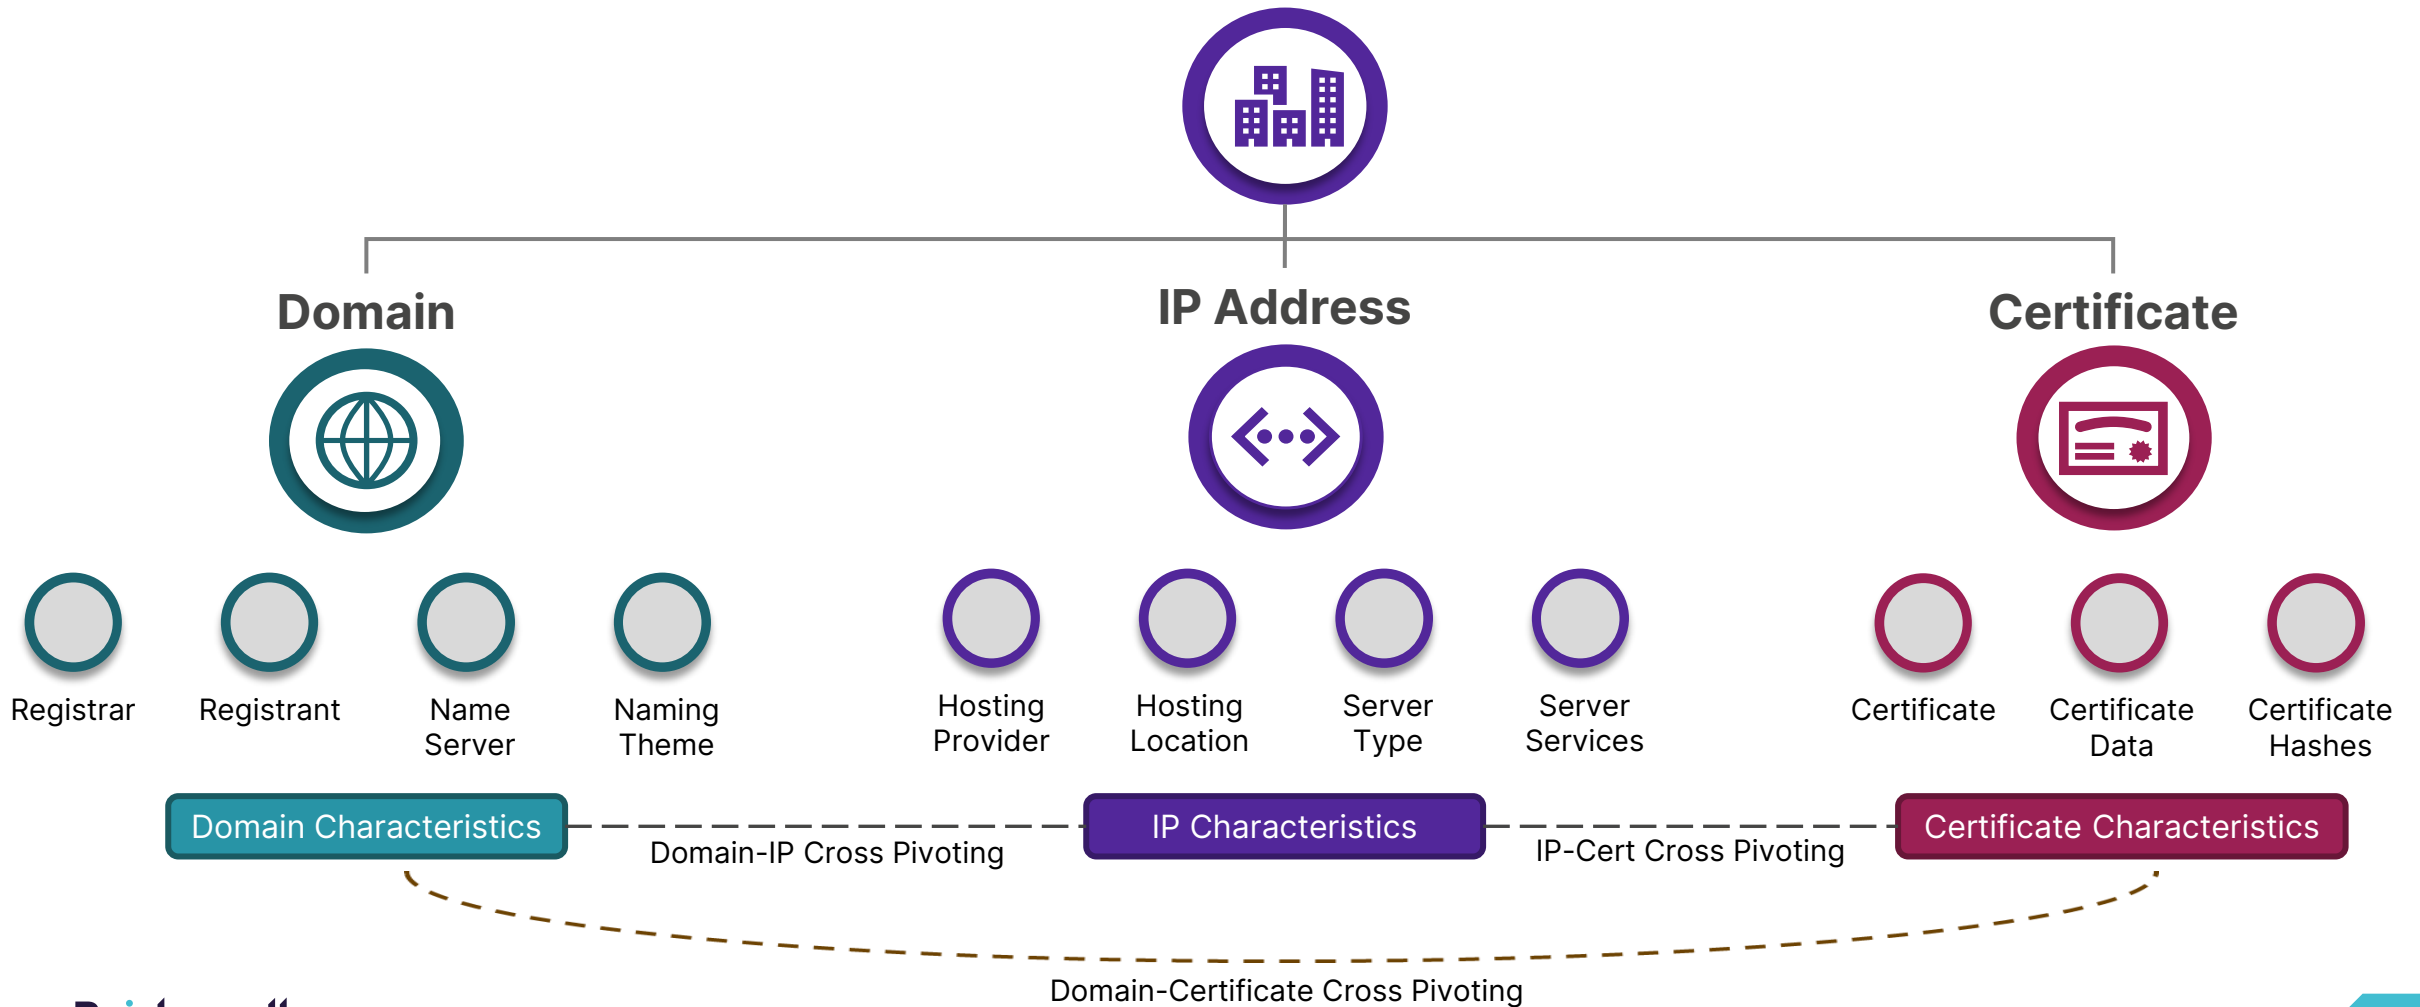 Domain
IP Address
Certificate
Registrar
Registrant
Name
Server
Naming
Theme
Hosting
Provider
Hosting
Location
Server
Type
Server
Services
Certificate
Certificate
Data
Certificate
Hashes
Domain Characteristics
Domain-IP Cross Pivoting
IP Characteristics
IP-Cert Cross Pivoting
Certificate Characteristics
Domain-Certificate Cross Pivoting